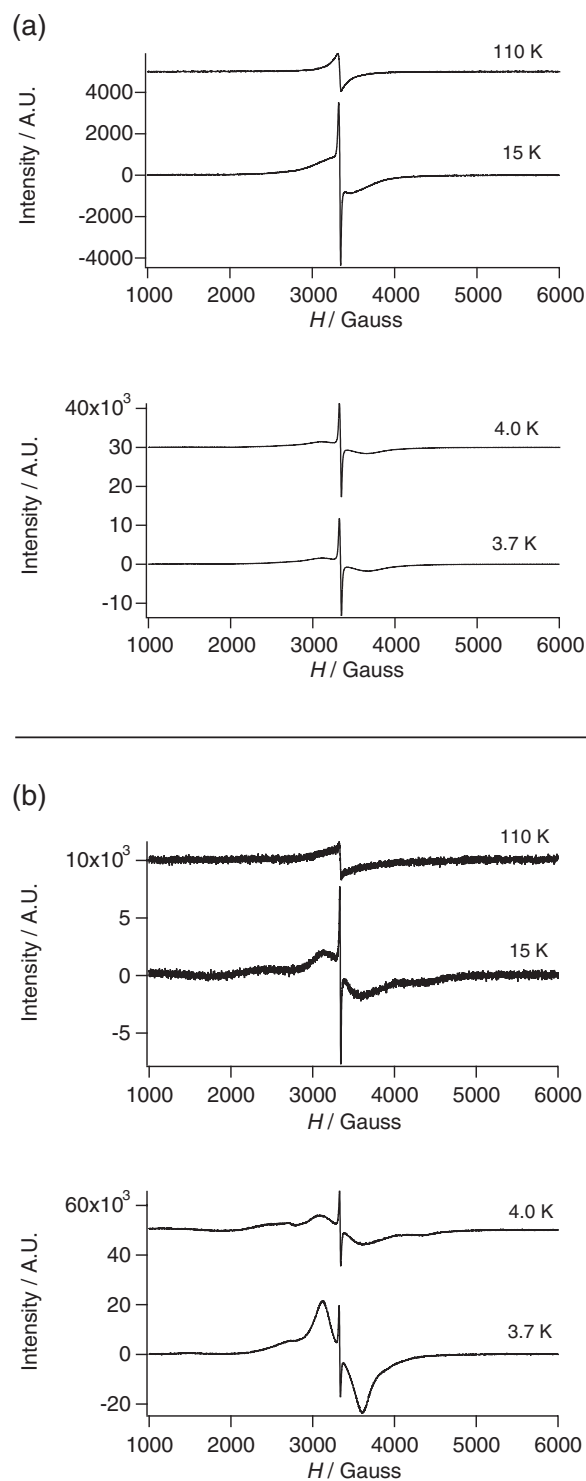 (a)
110 K
4000
2000
15 K
0
-2000
-4000
Intensity / A.U.
1000 2000 3000 4000 5000 6000
H / Gauss
40x10³
4.0 K
30
20
10
3.7 K
0
-10
Intensity / A.U.
1000 2000 3000 4000 5000 6000
H / Gauss
(b)
110 K
10x10³
5
15 K
0
-5
Intensity / A.U.
1000 2000 3000 4000 5000 6000
H / Gauss
60x10³
4.0 K
40
20
3.7 K
0
-20
Intensity / A.U.
1000 2000 3000 4000 5000 6000
H / Gauss